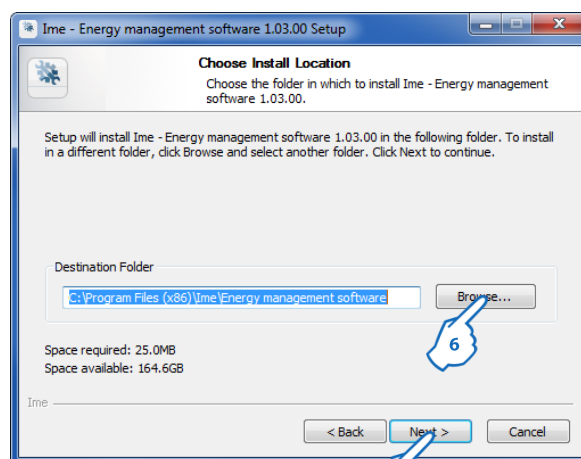 Ime - Energy management software 1.03.00 Setup
Choose Install Location
Choose the folder in which to install Ime - Energy management
software 1.03.00.
Setup will install Ime - Energy management software 1.03.00 in the following folder. To install
in a different folder, click Browse and select another folder. Click Next to continue.
Destination Folder
C:\Program Files (x86)\Ime\Energy management software
Browse...
6
Space required: 25.0MB
Space available: 164.6GB
Ime
< Back
Next >
Cancel